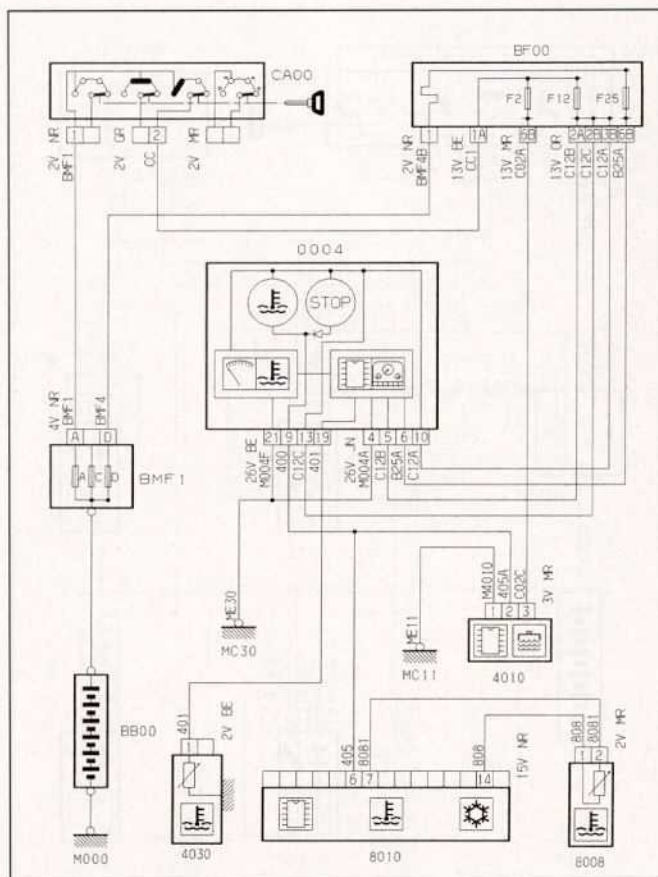 CA00
BF00
F2 F12 F25
1 2
1 1A 5B 2A 2B 3B 6B
2V NR
BMF1
2V GR
CC
2V MR
2V NR
BMF4B
13V BE
CC1
13V MR
C02A
13V OR
C12B
C12C
C12A
B25A
0004
STOP
21 9 13 19 4 5 6 10
26V BE
M004F
400
C12C
401
26V JN
M004A
C12B
B25A
C12A
4V NR
BMF1
BMF4
A D
A C D
BMF1
ME30
MC30
ME11
MC11
M4010
405A
C02C
3V MR
1 2 3
4010
BB00
M000
401
2V BE
1
4030
405
8081
808
15V NR
6 7 14
8010
808
8081
2V MR
1 2
8008